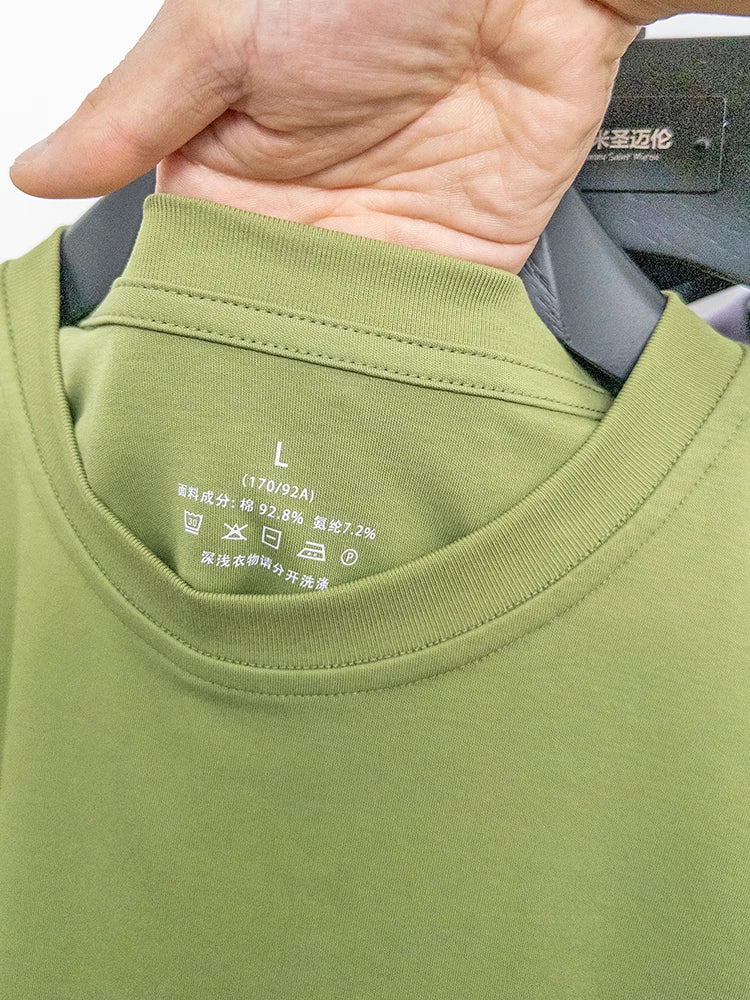 米圣迈伦
L
(170/92A)
面料成分: 棉 92.8% 氨纶7.2%
30
P
深浅衣物请分开洗涤